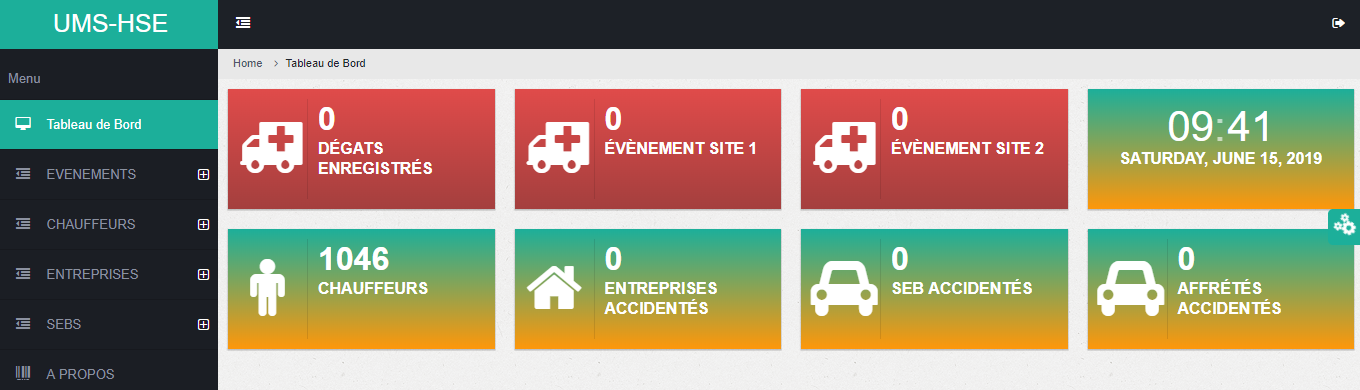 UMS-HSE
Menu
Tableau de Bord
EVENEMENTS
CHAUFFEURS
ENTREPRISES
SEBS
A PROPOS
Home > Tableau de Bord
0
DÉGATS
ENREGISTRÉS
0
ÉVÈNEMENT SITE 1
0
ÉVÈNEMENT SITE 2
09:41
SATURDAY, JUNE 15, 2019
1046
CHAUFFEURS
0
ENTREPRISES
ACCIDENTÉS
0
SEB ACCIDENTÉS
0
AFFRÉTÉS
ACCIDENTÉS